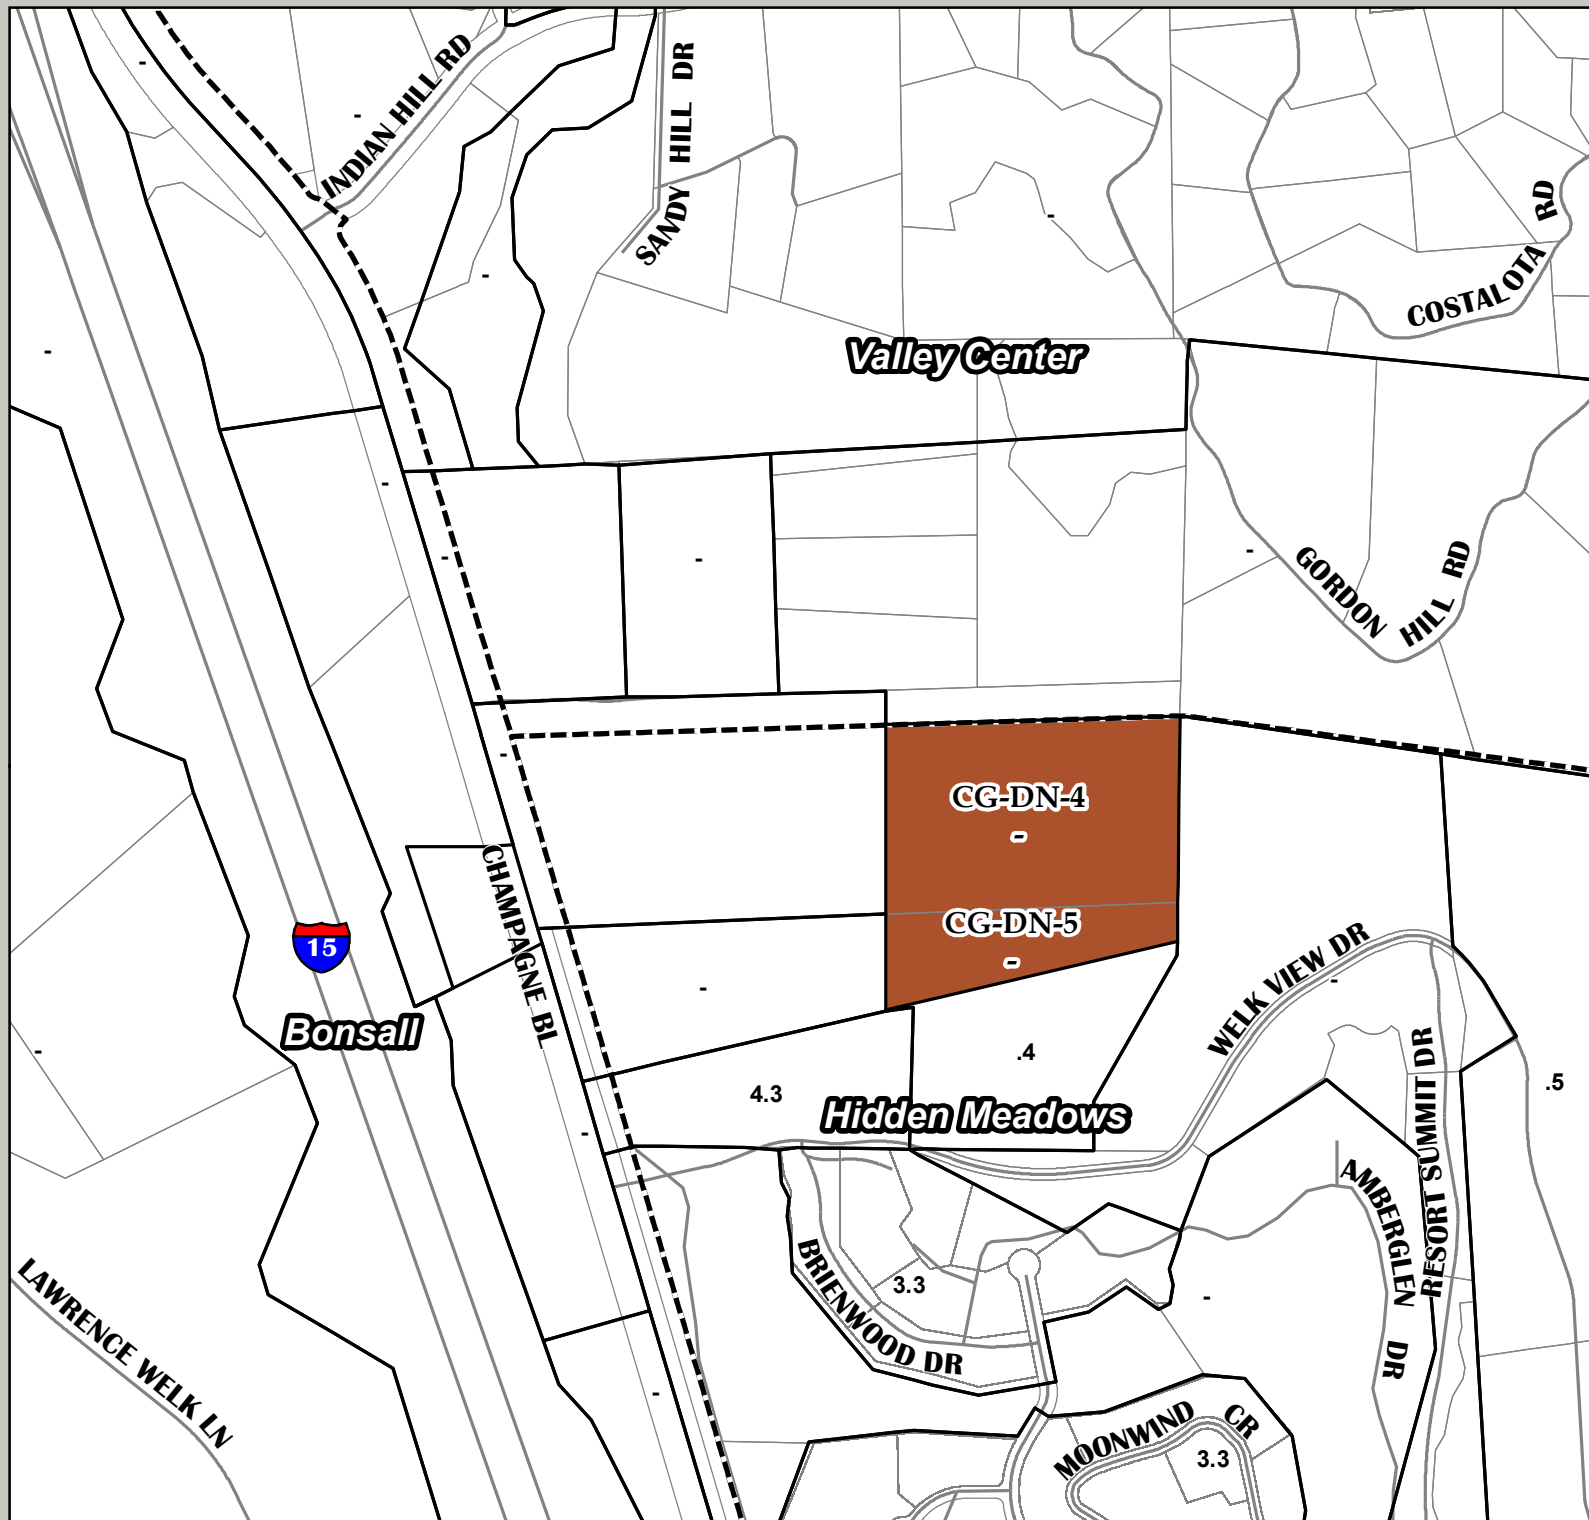 INDIAN HILL RD
SANDY HILL DR
COSTALOTA RD
Valley Center
GORDON HILL RD
-
-
-
-
-
-
-
-
-
-
CG-DN-4
-
CG-DN-5
-
CHAMPAGNE BL
15
Bonsall
WELK VIEW DR
-
-
-
.4
4.3
.5
Hidden Meadows
-
RESORT SUMMIT DR
AMBERGLEN DR
BRIENWOOD DR
3.3
-
LAWRENCE WELK LN
-
MOONWIND CR
3.3